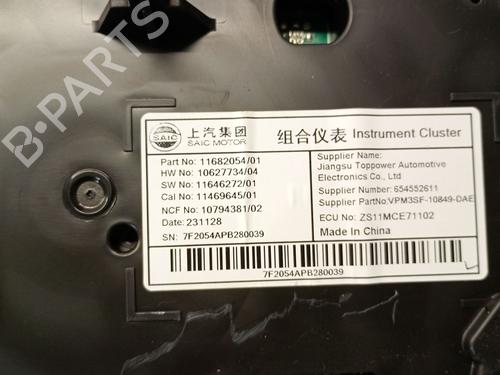 B-PARTS
SAIC
上汽集团
SAIC MOTOR
组合仪表 Instrument Cluster
Part No: 11682054/01
HW No: 10627734/04
SW No: 11646272/01
Cal No: 11469645/01
NCF No: 10794381/02
Date: 231128
SN: 7F2054APB280039
Supplier Name:
Jiangsu Toppower Automotive
Electronics Co., Ltd
Supplier Number: 654552611
Supplier PartNo: VPM3SF-10849-DAE
ECU No: ZS11MCE71102
Made In China
7F2054APB280039